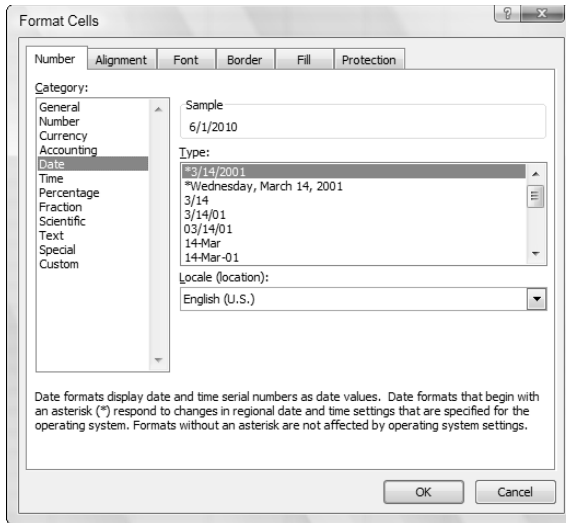 Format Cells
Number Alignment Font Border Fill Protection
Category:
General
Number
Currency
Accounting
Date
Time
Percentage
Fraction
Scientific
Text
Special
Custom
Sample
6/1/2010
Type:
*3/14/2001
*Wednesday, March 14, 2001
3/14
3/14/01
03/14/01
14-Mar
14-Mar-01
Locale (location):
English (U.S.)
Date formats display date and time serial numbers as date values.  Date formats that begin with
an asterisk (*) respond to changes in regional date and time settings that are specified for the
operating system. Formats without an asterisk are not affected by operating system settings.
OK Cancel